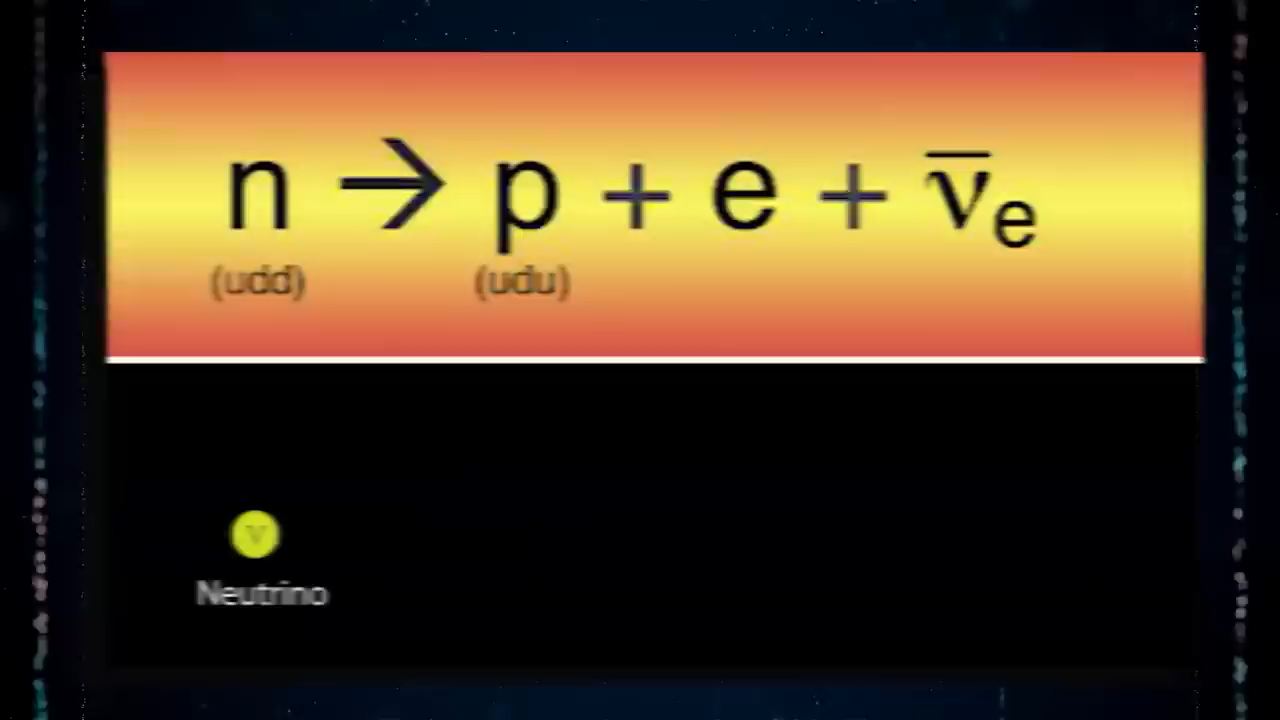 n → p + e + ν̅e
(udd) (udu)
ν
Neutrino